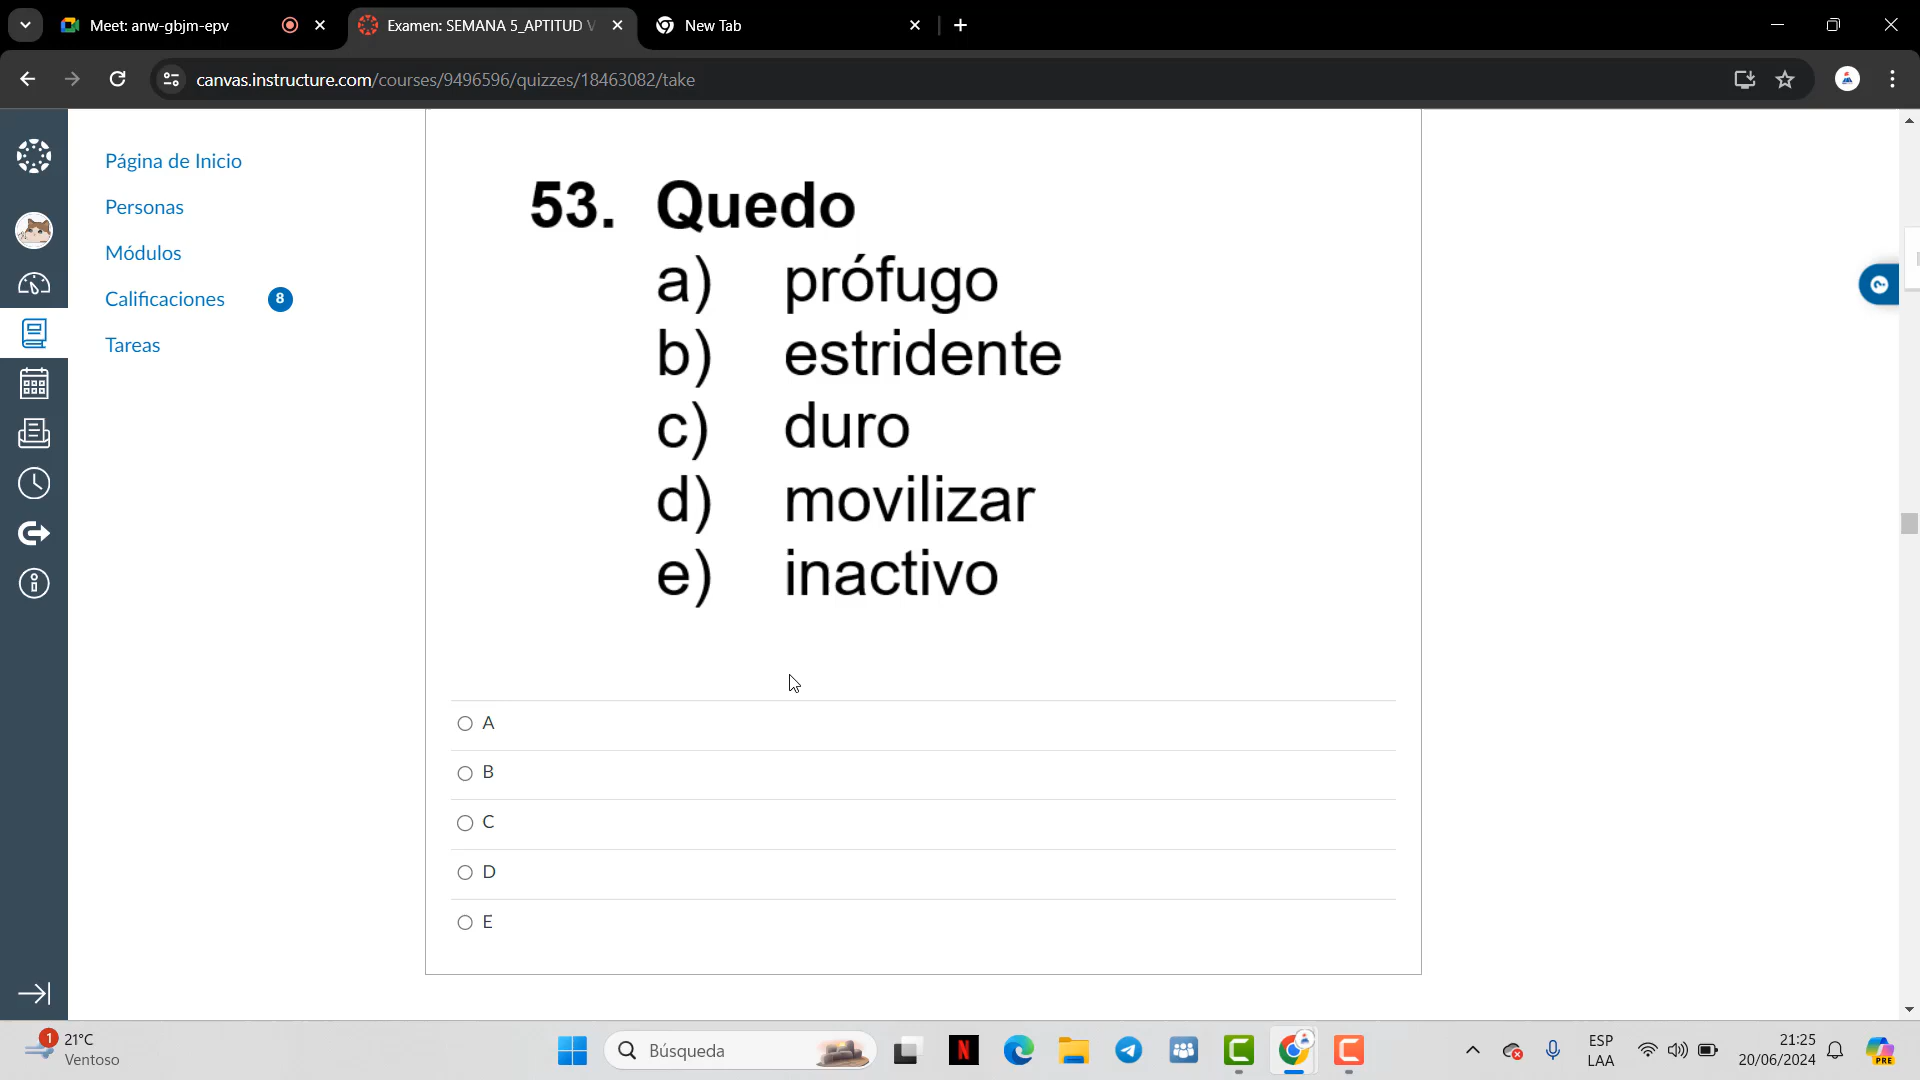 Meet: anw-gbjm-epv
Examen: SEMANA 5_APTITUD V
New Tab
canvas.instructure.com/courses/9496596/quizzes/18463082/take
Página de Inicio
Personas
Módulos
Calificaciones 8
Tareas
53. Quedo
a) prófugo
b) estridente
c) duro
d) movilizar
e) inactivo
A
B
C
D
E
1
21°C
Ventoso
Búsqueda
N
ESP
LAA
21:25
20/06/2024
PRE